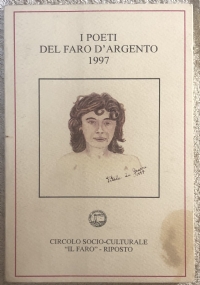 I POETI
DEL FARO D'ARGENTO
1997
CIRCOLO SOCIO-CULTURALE
"IL FARO" - RIPOSTO